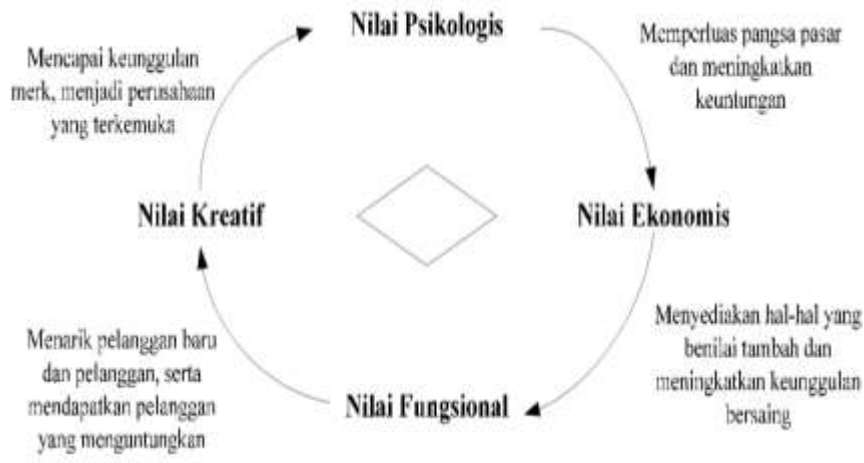 Nilai Psikologis
Memperluas pangsa pasar
dan meningkatkan
keuntungan
Nilai Ekonomis
Menyediakan hal-hal yang
benilai tambah dan
meningkatkan keunggulan
bersaing
Nilai Fungsional
Menarik pelanggan baru
dan pelanggan, serta
mendapatkan pelanggan
yang menguntungkan
Nilai Kreatif
Mencapai keunggulan
merk, menjadi perusahaan
yang terkemuka